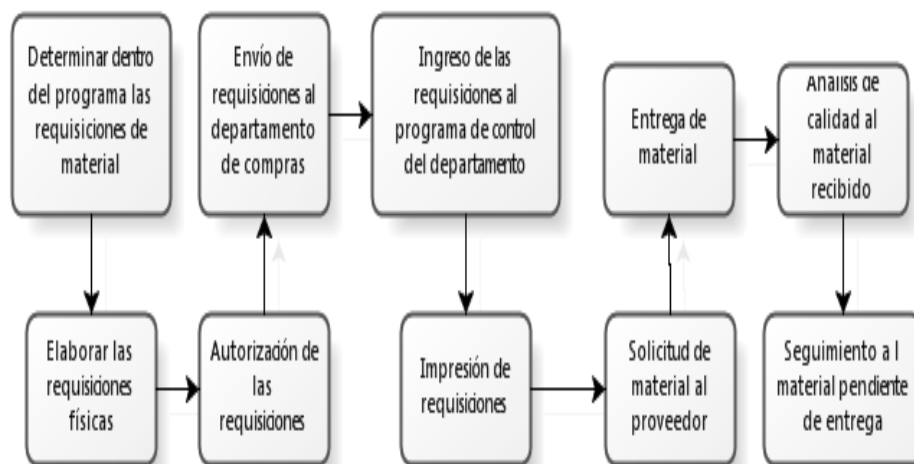 Determinar dentro
del programa las
requisiciones de
material
Elaborar las
requisiciones
físicas
Autorización de
las
requisiciones
Envío de
requisiciones al
departamento
de compras
Ingreso de las
requisiciones al
programa de control
del departamento
Impresión de
requisiciones
Solicitud de
material al
proveedor
Entrega de
material
Análisis de
calidad al
material
recibido
Seguimiento a l
material pendiente
de entrega